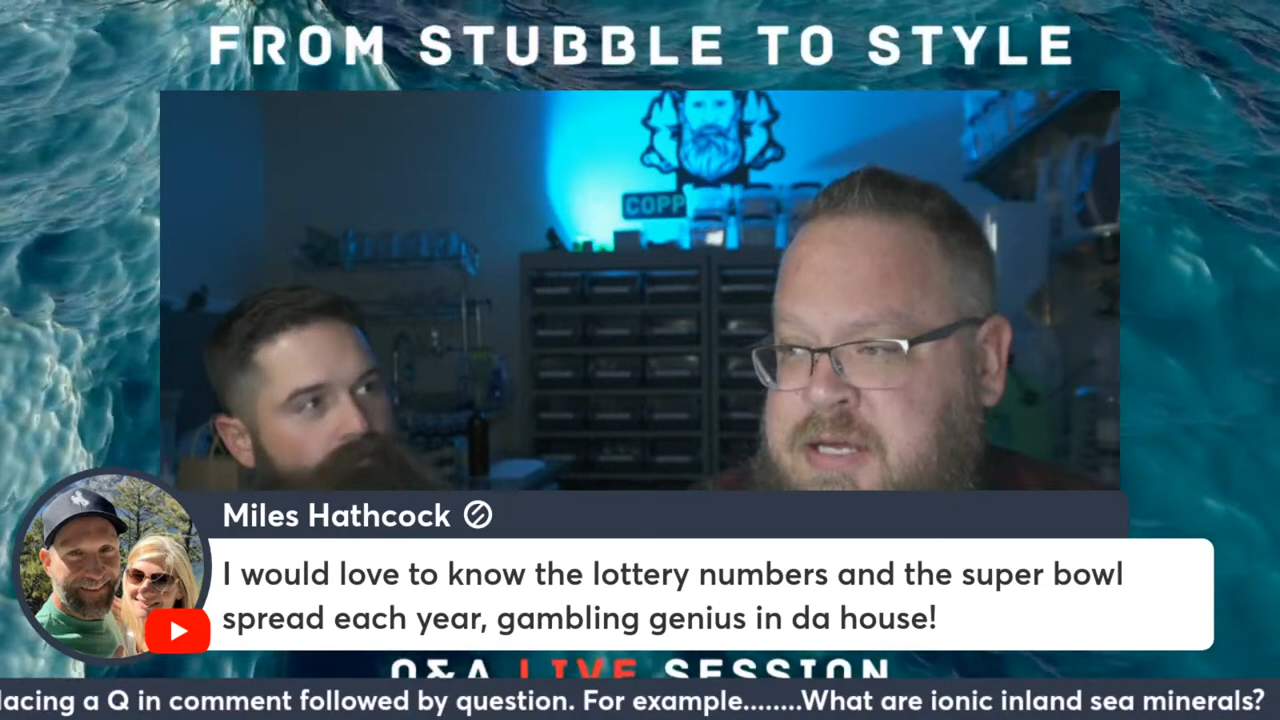 FROM STUBBLE TO STYLE
COPP
Miles Hathcock
I would love to know the lottery numbers and the super bowl
spread each year, gambling genius in da house!
Q&A LIVE SESSION
lacing a Q in comment followed by question. For example........What are ionic inland sea minerals?